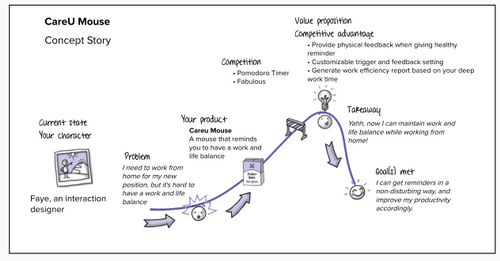 CareU Mouse
Concept Story
Value proposition
Competitive advantage
• Provide physical feedback when giving healthy
reminder
• Customizable trigger and feedback setting
• Generate work efficiency report based on your deep
work time
Competition
• Pomodoro Timer
• Fabulous
Takeaway
Yahh, now I can maintain work and
life balance while working from
home!
Current state
Your character
Your product
Careu Mouse
A mouse that reminds
you to have a work and
life balance
Problem
I need to work from
home for my new
position, but it's hard to
have a work and life
balance
Goal(s) met
I can get reminders in a
non-disturbing way, and
improve my productivity
accordingly.
Faye, an interaction
designer